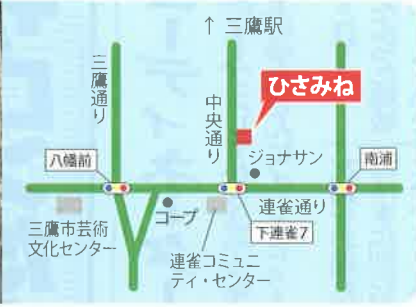 ↑ 三鷹駅
三鷹通り
中央通り
ひさみね
八幡前
ジョナサン
南浦
コープ
連雀通り
三鷹市芸術
文化センター
下連雀7
連雀コミュニ
ティ・センター